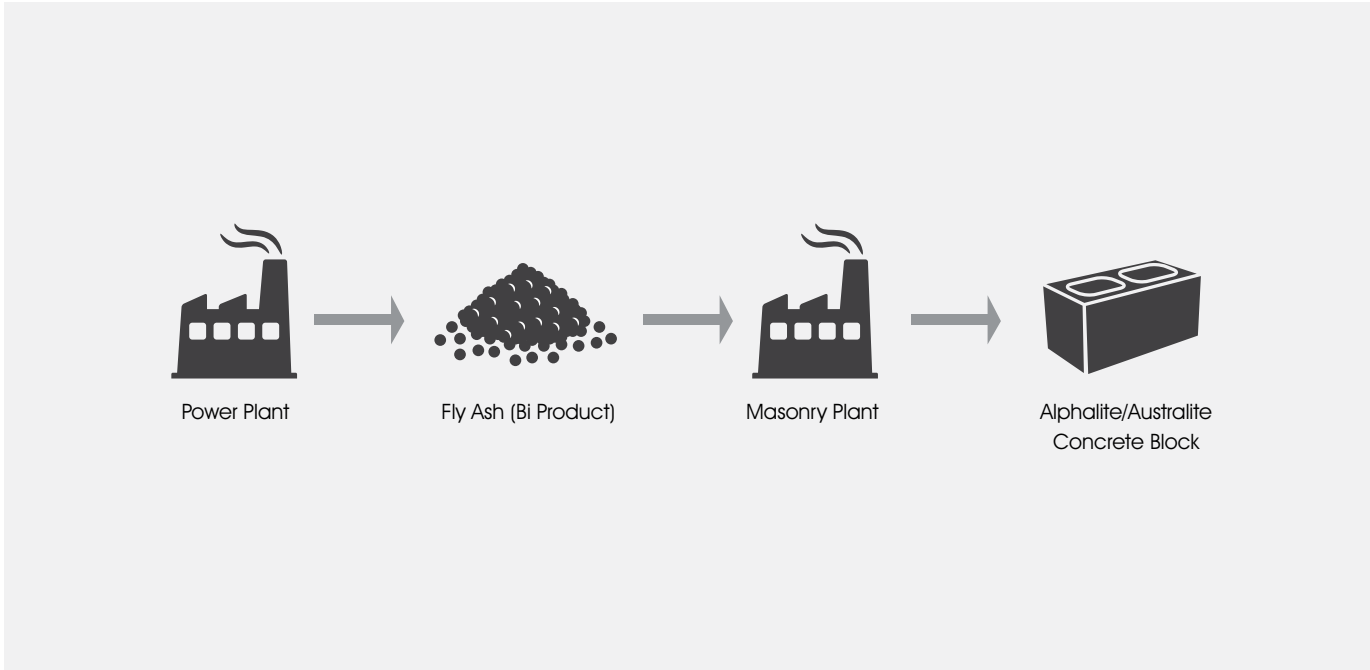 Power Plant
Fly Ash (Bi Product)
Masonry Plant
Alphalite/Australite
Concrete Block